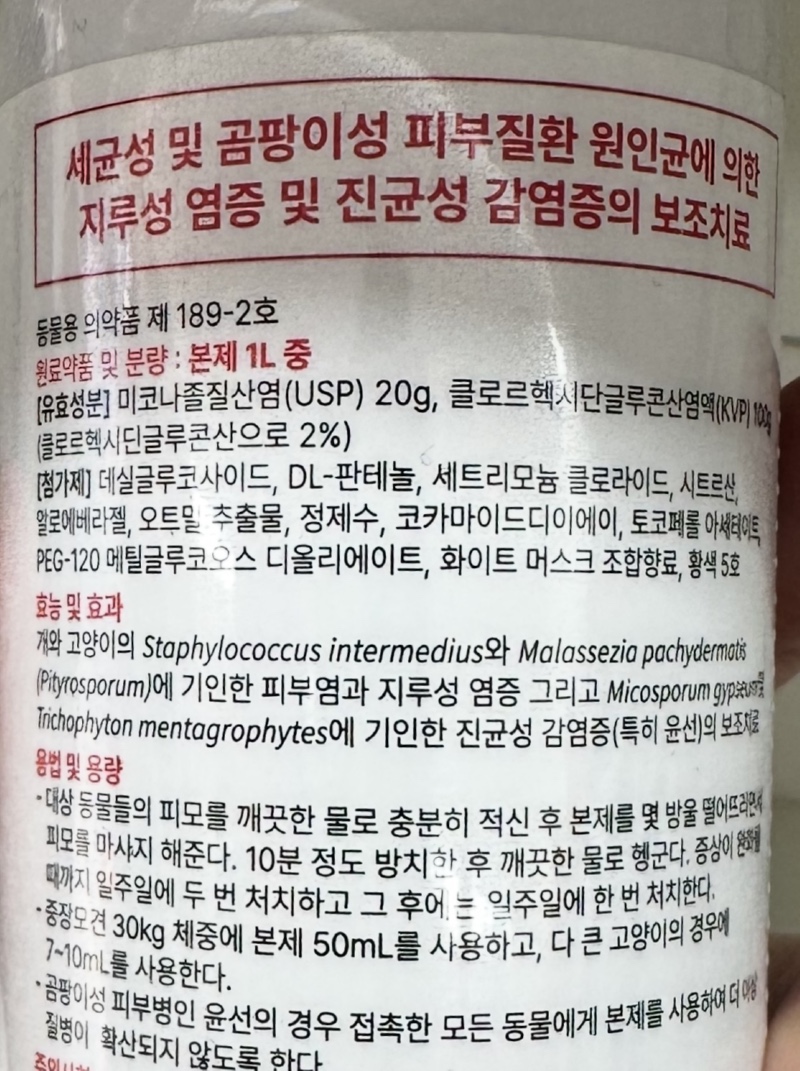 세균성 및 곰팡이성 피부질환 원인균에 의한
지루성 염증 및 진균성 감염증의 보조치료
동물용 의약품 제 189-2호
원료약품 및 분량 : 본제 1L 중
[유효성분] 미코나졸질산염(USP) 20g, 클로르헥시단글루콘산염액(KVP) 100g
(클로르헥시딘글루콘산으로 2%)
[첨가제] 데실글루코사이드, DL-판테놀, 세트리모늄 클로라이드, 시트르산,
알로에베라겔, 오트밀 추출물, 정제수, 코카마이드디이에이, 토코페롤 아세테이트,
PEG-120 메틸글루코오스 디올리에이트, 화이트 머스크 조합향료, 황색 5호
효능 및 효과
개와 고양이의 Staphylococcus intermedius와 Malassezia pachydermatis
(Pityrosporum)에 기인한 피부염과 지루성 염증 그리고 Micosporum gypseum및
Trichophyton mentagrophytes에 기인한 진균성 감염증(특히 윤선)의 보조치료
용법 및 용량
- 대상 동물들의 피모를 깨끗한 물로 충분히 적신 후 본제를 몇 방울 떨어뜨리면서
피모를 마사지 해준다. 10분 정도 방치한 후 깨끗한 물로 헹군다. 증상이
때까지 일주일에 두 번 처치하고 그 후에는 일주일에 한 번 처치한다.
- 중장모견 30kg 체중에 본제 50mL를 사용하고, 다 큰 고양이의 경우에
7~10mL를 사용한다.
- 곰팡이성 피부병인 윤선의 경우 접촉한 모든 동물에게 본제를 사용하여 더 이상
질병이 확산되지 않도록 한다